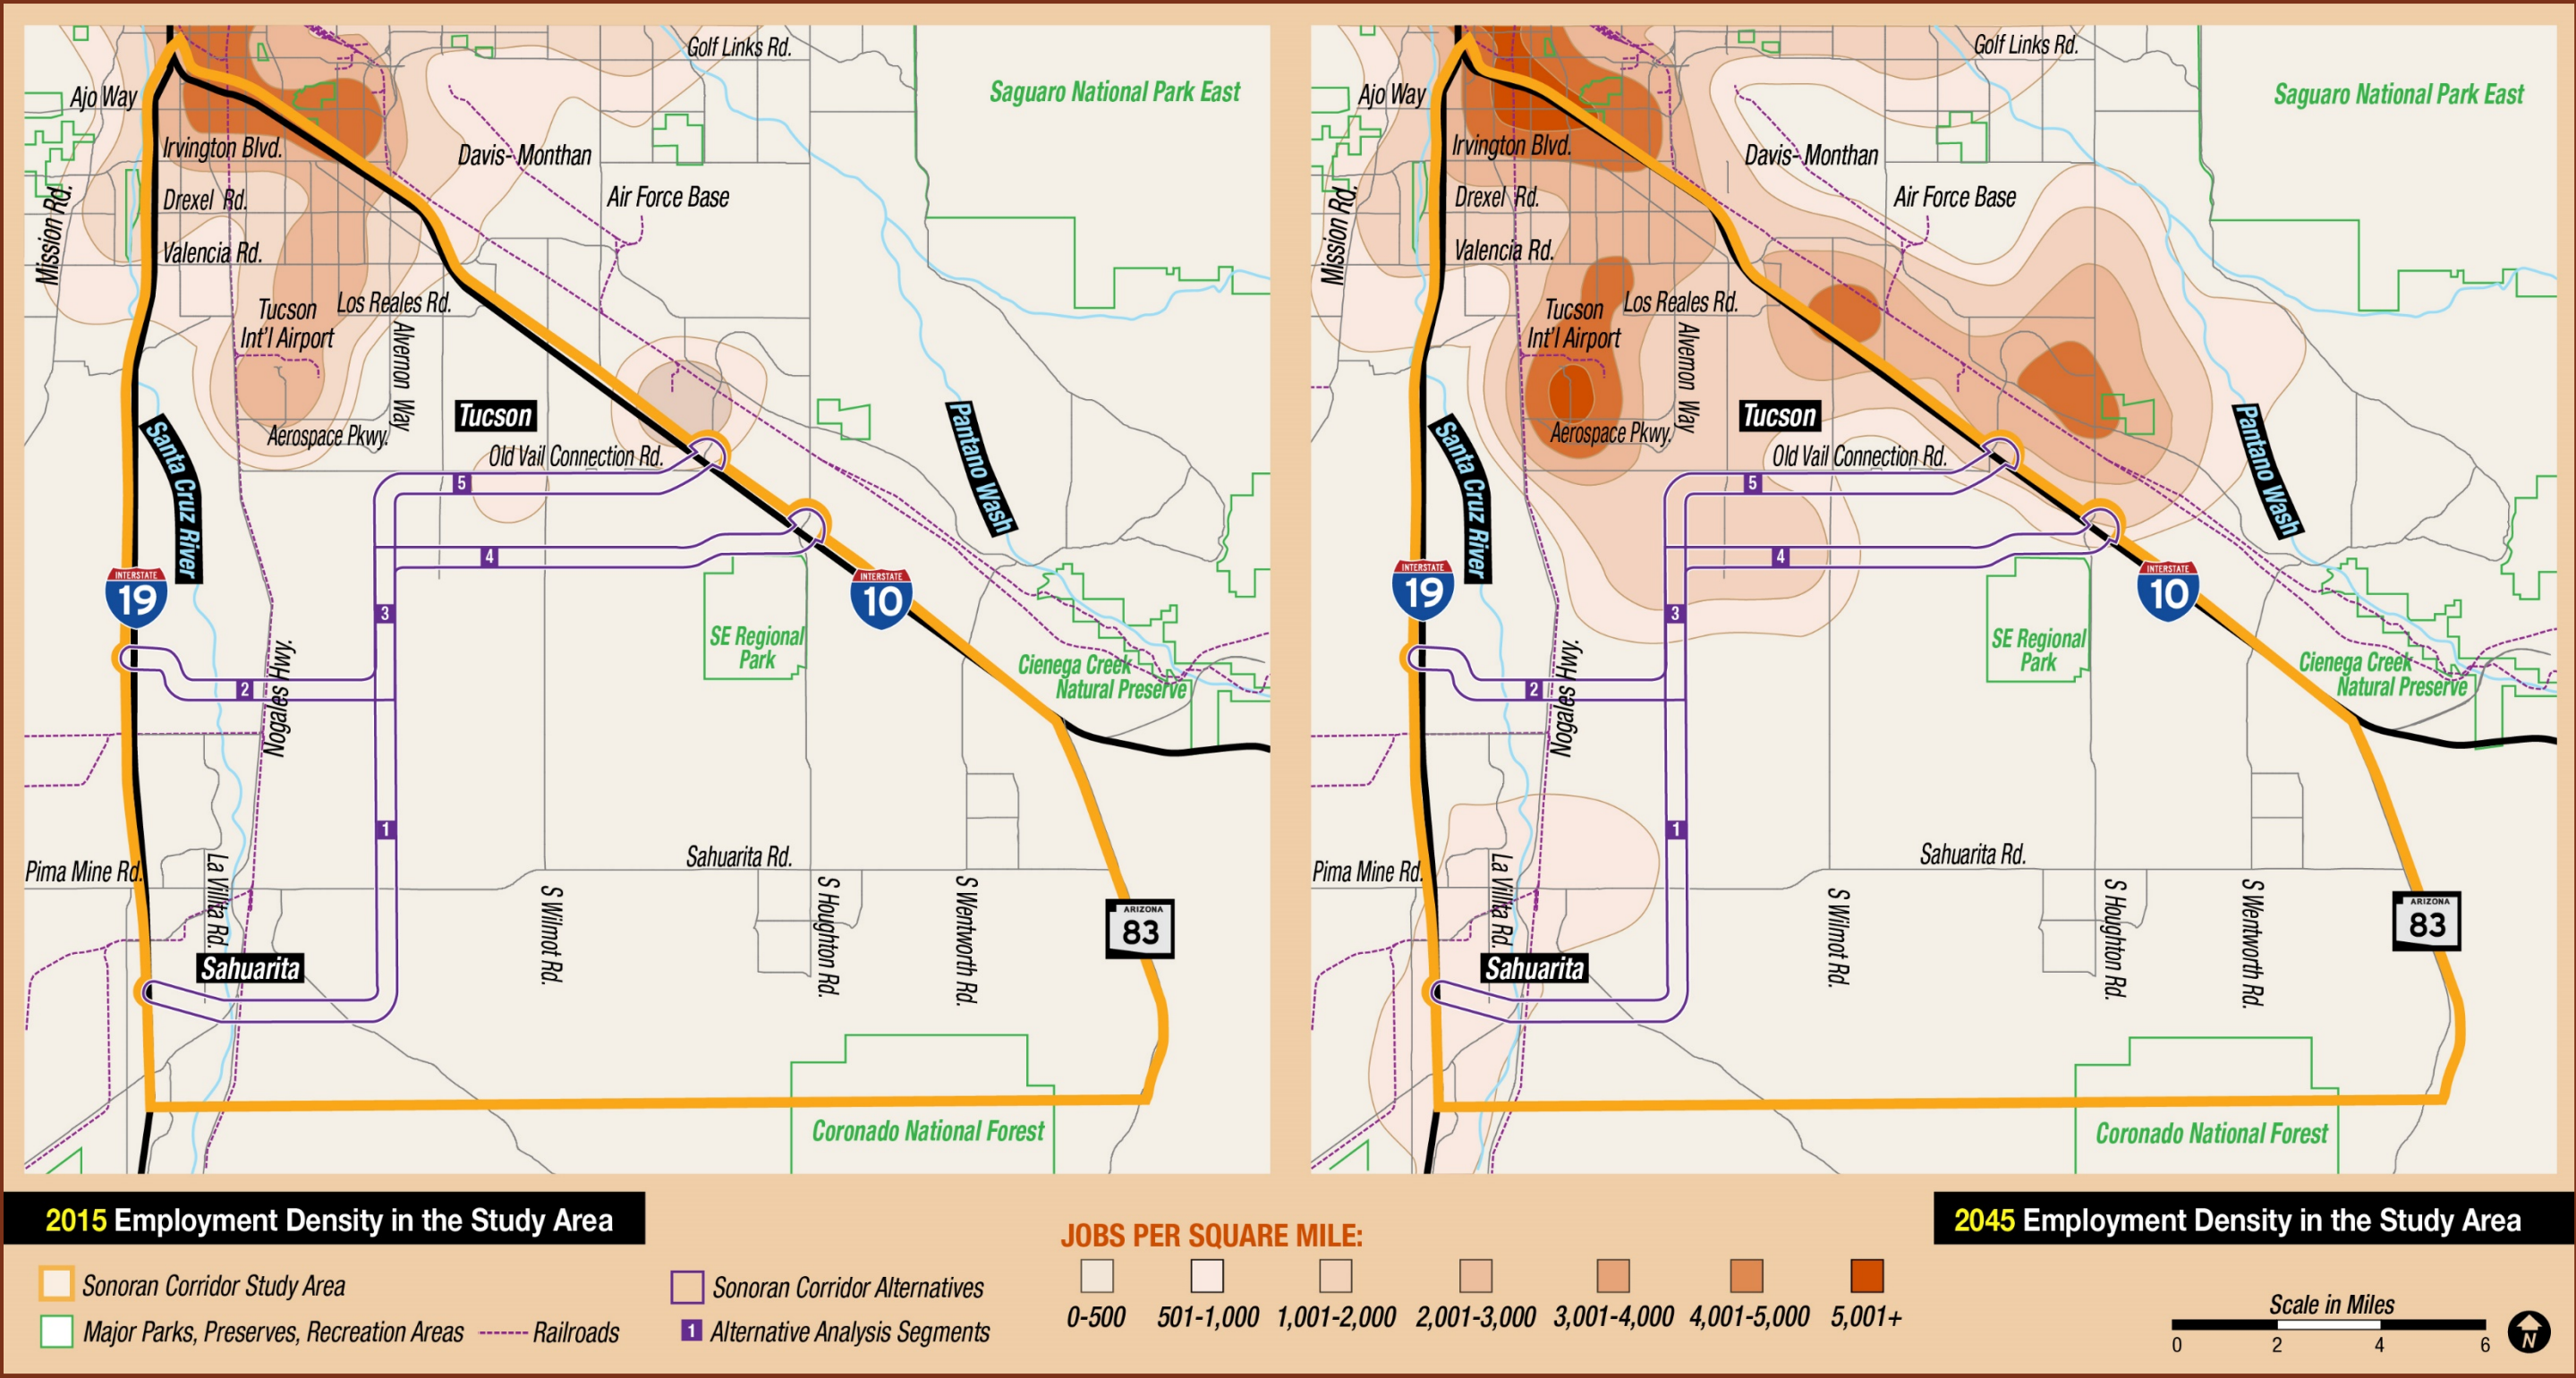 Golf Links Rd.
Saguaro National Park East
Ajo Way
Irvington Blvd.
Davis-Monthan
Air Force Base
Mission Rd.
Drexel Rd.
Valencia Rd.
Tucson
Int'l Airport
Los Reales Rd.
Alvernon Way
Tucson
Aerospace Pkwy.
Old Vail Connection Rd.
Santa Cruz River
Pantano Wash
5
4
INTERSTATE
19
INTERSTATE
10
3
SE Regional
Park
Cienega Creek
Natural Preserve
2
Nogales Hwy.
1
Sahuarita Rd.
Pima Mine Rd.
La Villita Rd.
S Wilmot Rd.
S Houghton Rd.
S Wentworth Rd.
ARIZONA
83
Sahuarita
Coronado National Forest
Golf Links Rd.
Saguaro National Park East
Ajo Way
Irvington Blvd.
Davis-Monthan
Air Force Base
Mission Rd.
Drexel Rd.
Valencia Rd.
Tucson
Int'l Airport
Los Reales Rd.
Alvernon Way
Tucson
Aerospace Pkwy.
Old Vail Connection Rd.
Santa Cruz River
Pantano Wash
5
4
INTERSTATE
19
INTERSTATE
10
3
SE Regional
Park
Cienega Creek
Natural Preserve
2
Nogales Hwy.
1
Sahuarita Rd.
Pima Mine Rd.
La Villita Rd.
S Wilmot Rd.
S Houghton Rd.
S Wentworth Rd.
ARIZONA
83
Sahuarita
Coronado National Forest
2015 Employment Density in the Study Area
2045 Employment Density in the Study Area
Sonoran Corridor Study Area
Major Parks, Preserves, Recreation Areas
Railroads
Sonoran Corridor Alternatives
1 Alternative Analysis Segments
JOBS PER SQUARE MILE:
0-500 501-1,000 1,001-2,000 2,001-3,000 3,001-4,000 4,001-5,000 5,001+
Scale in Miles
0 2 4 6
N